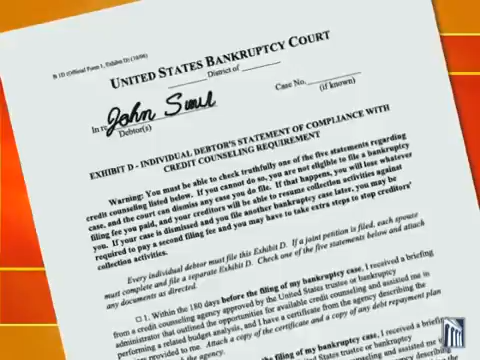 B 1D (Official Form 1, Exhibit D) (10/06)
UNITED STATES BANKRUPTCY COURT
District of
In re John
Debtor(s)
Case No.
(if known)
EXHIBIT D - INDIVIDUAL DEBTOR'S STATEMENT OF COMPLIANCE WITH
CREDIT COUNSELING REQUIREMENT
Warning: You must be able to check truthfully one of the five statements regarding
credit counseling listed below. If you cannot do so, you are not eligible to file a bankruptcy
case, and the court can dismiss any case you do file. If that happens, you will lose whatever
filing fee you paid, and your creditors will be able to resume collection activities against
you. If your case is dismissed and you file another bankruptcy case later, you may be
required to pay a second filing fee and you may have to take extra steps to stop creditors'
collection activities.
Every individual debtor must file this Exhibit D. If a joint petition is filed, each spouse
must complete and file a separate Exhibit D. Check one of the five statements below and attach
any documents as directed.
1. Within the 180 days before the filing of my bankruptcy case, I received a briefing
from a credit counseling agency approved by the United States trustee or bankruptcy
administrator that outlined the opportunities for available credit counseling and assisted me in
performing a related budget analysis, and I have a certificate from the agency describing the
provided to me. Attach a copy of the certificate and a copy of any debt repayment plan
the agency.
the filing of my bankruptcy case, I received a
United States trustee or bankruptcy
credit counseling and assisted me in